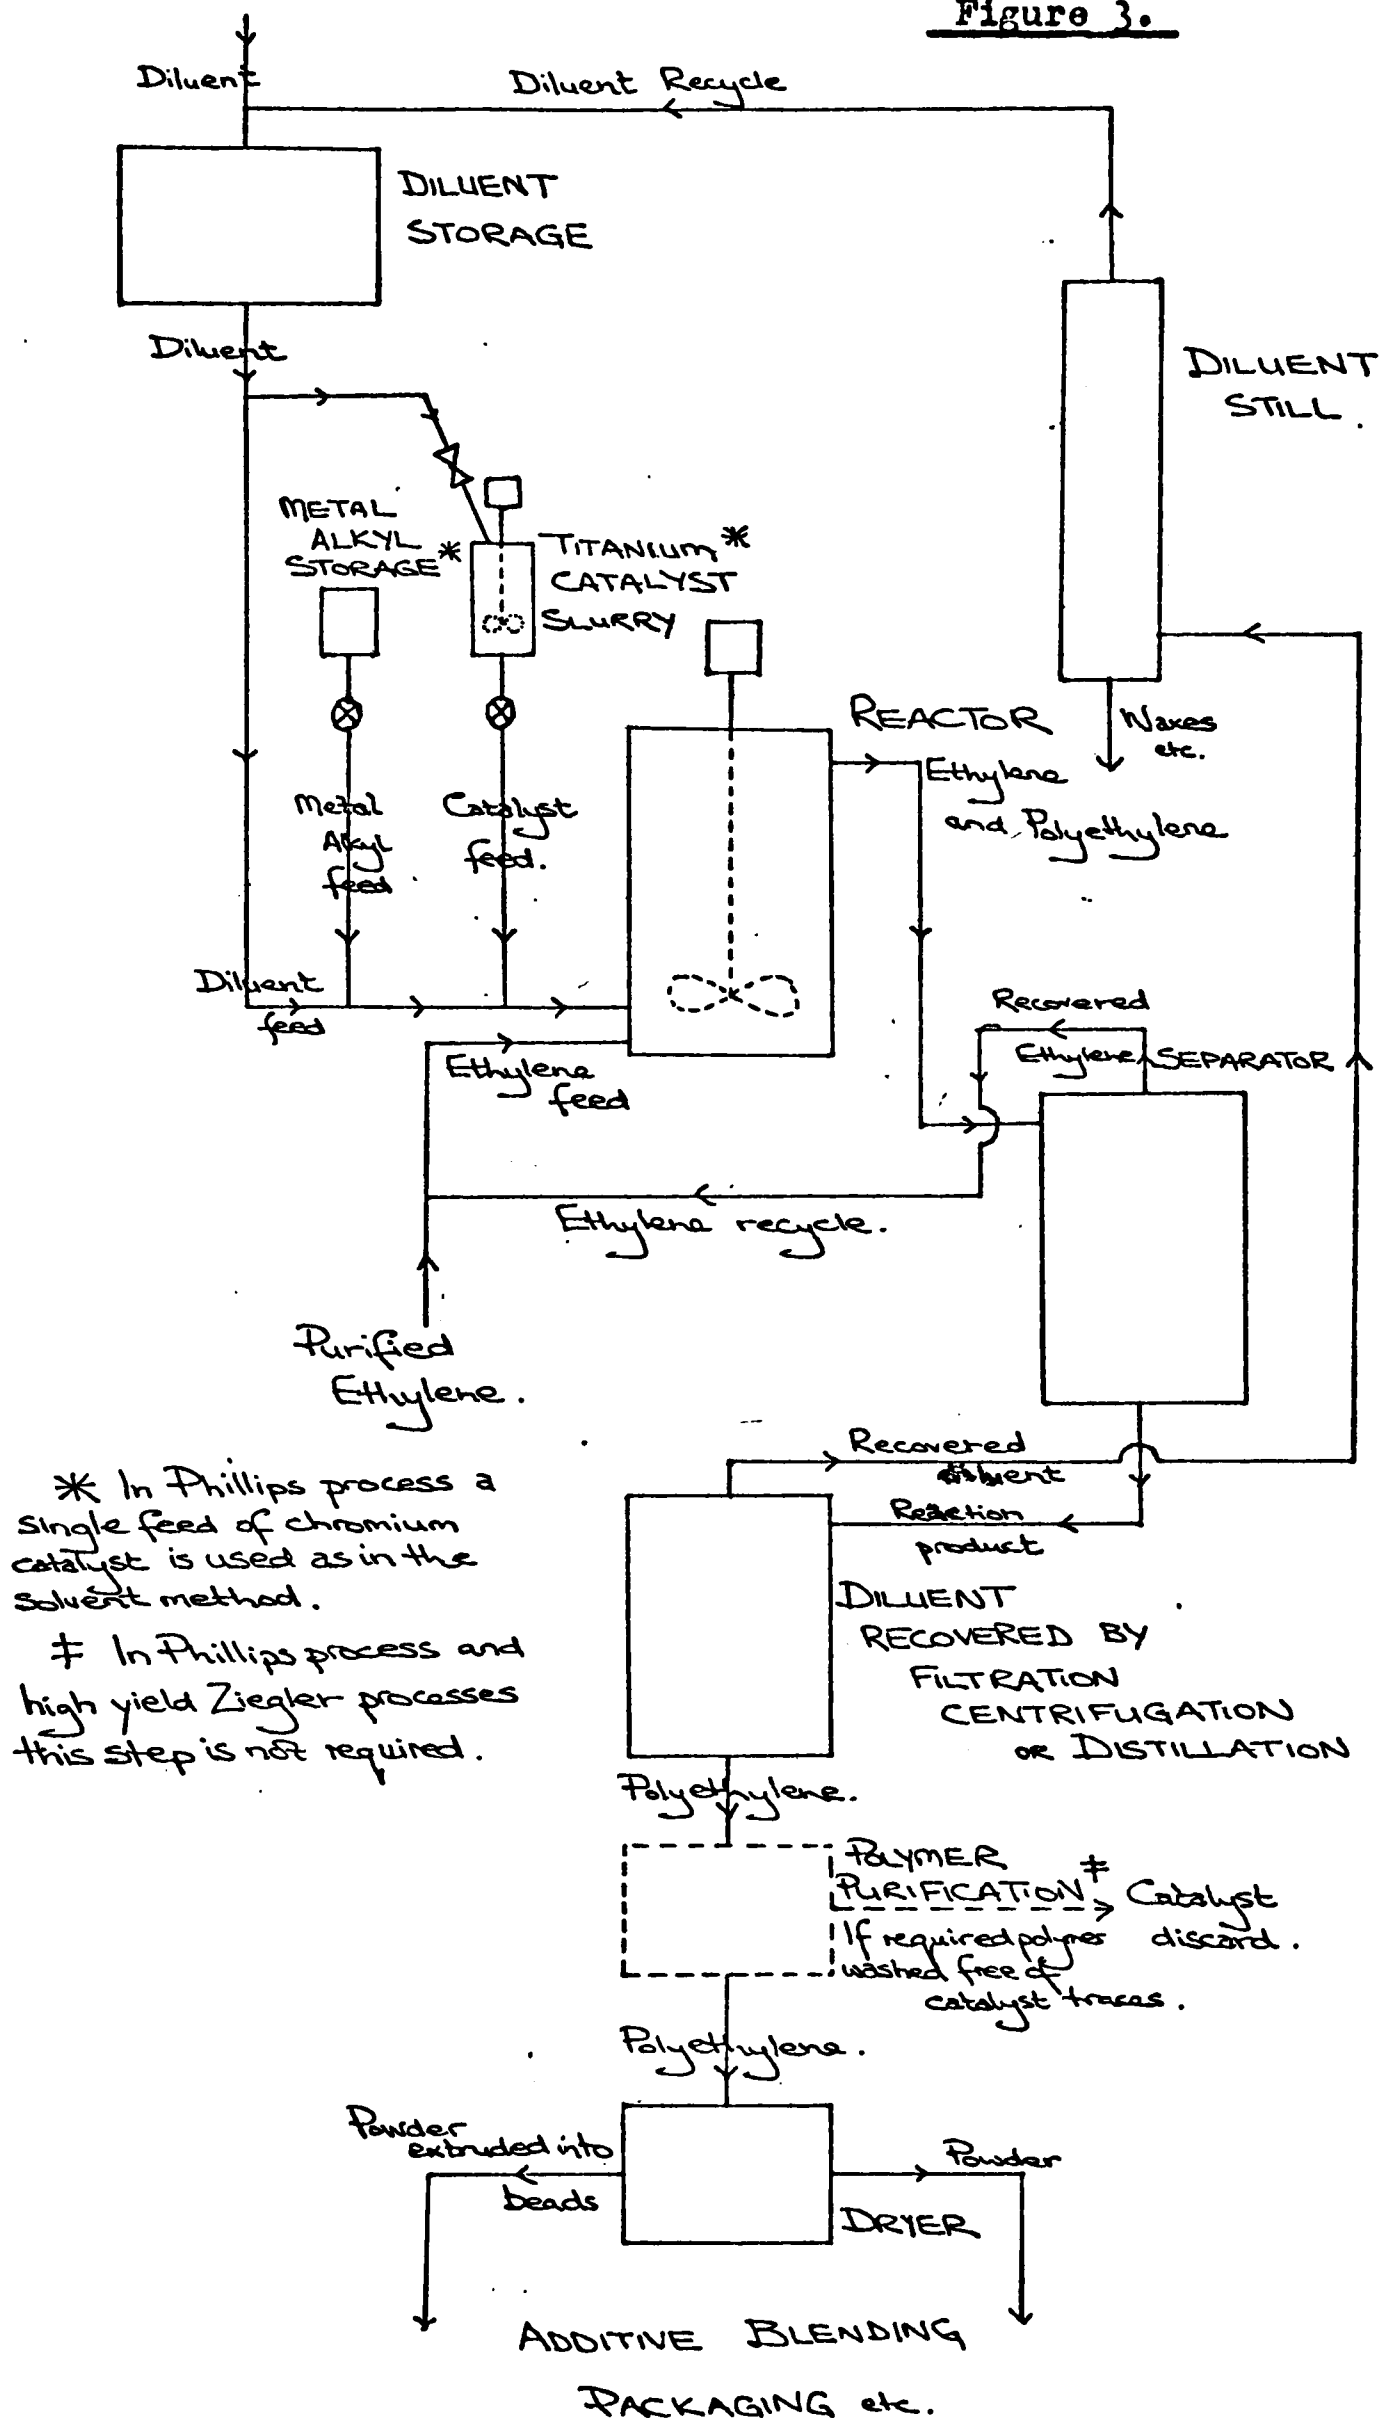 Figure 3.
Diluent
Diluent Recycle
DILUENT
STORAGE
Diluent
DILUENT
STILL.
METAL
ALKYL
STORAGE*
TITANIUM*
CATALYST
SLURRY
REACTOR
Waxes
etc.
Ethylene
and Polyethylene
Metal
Alkyl
feed
Catalyst
feed.
Diluent
feed
Ethylene
feed
Recovered
Ethylene
SEPARATOR
Ethylene recycle.
Purified
Ethylene.
Recovered
diluent
Reaction
product
* In Phillips process a
single feed of chromium
catalyst is used as in the
solvent method.
‡ In Phillips process and
high yield Ziegler processes
this step is not required.
DILUENT
RECOVERED BY
FILTRATION
CENTRIFUGATION
OR DISTILLATION
Polyethylene.
POLYMER
PURIFICATION‡
Catalyst
discard.
If required polymer
washed free of
catalyst traces.
Polyethylene.
Powder
extruded into
beads
Powder
DRYER
ADDITIVE BLENDING
PACKAGING etc.